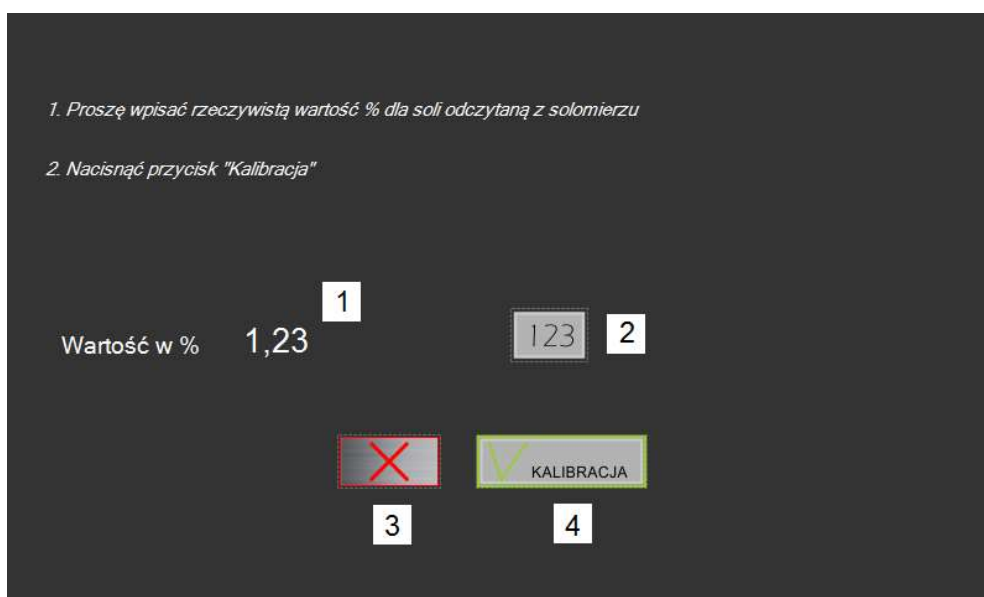 1. Proszę wpisać rzeczywistą wartość % dla soli odczytaną z solomierzu
2. Nacisnąć przycisk "Kalibracja"
1
Wartość w % 1,23 123 2
KALIBRACJA
3 4